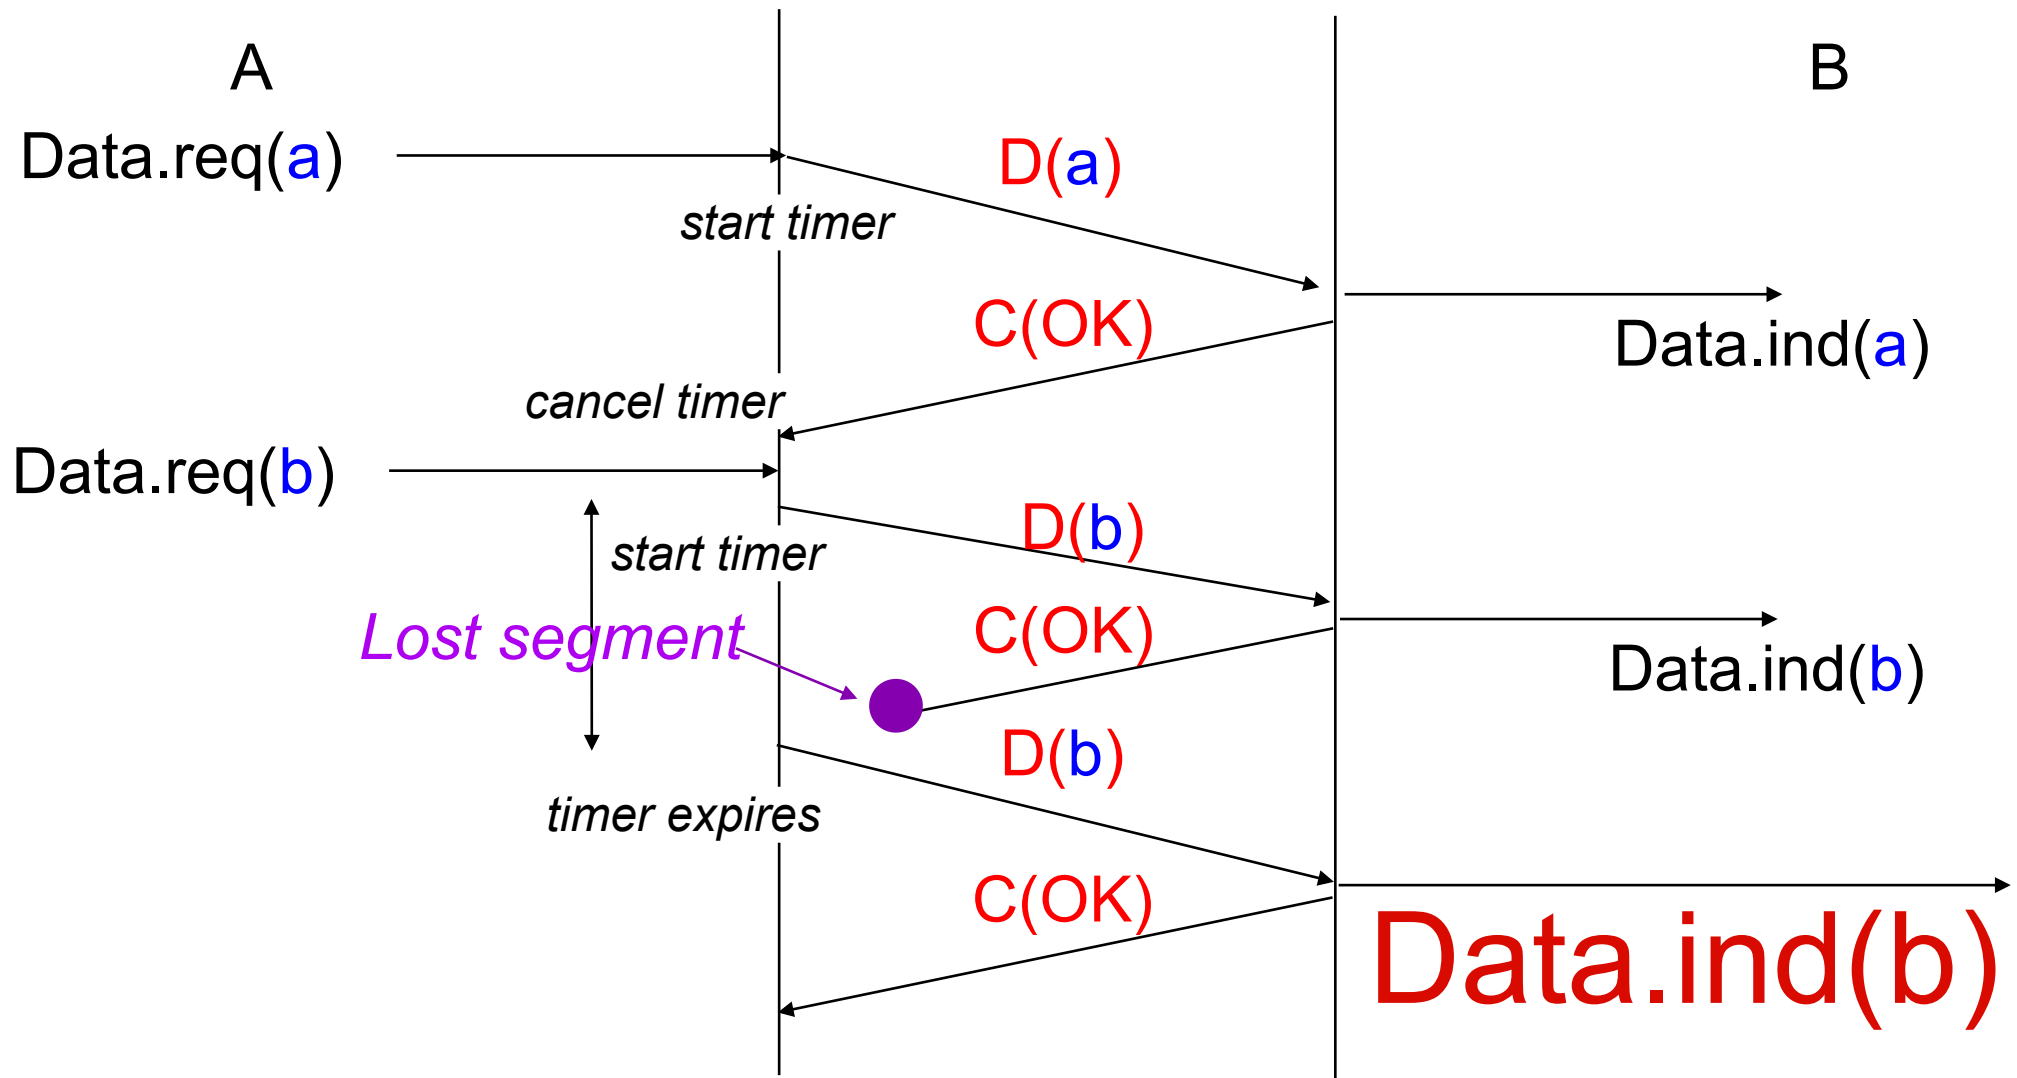 A
B
Data.req(a)
D(a)
start timer
C(OK)
Data.ind(a)
cancel timer
Data.req(b)
D(b)
start timer
Lost segment
C(OK)
Data.ind(b)
D(b)
timer expires
C(OK)
Data.ind(b)